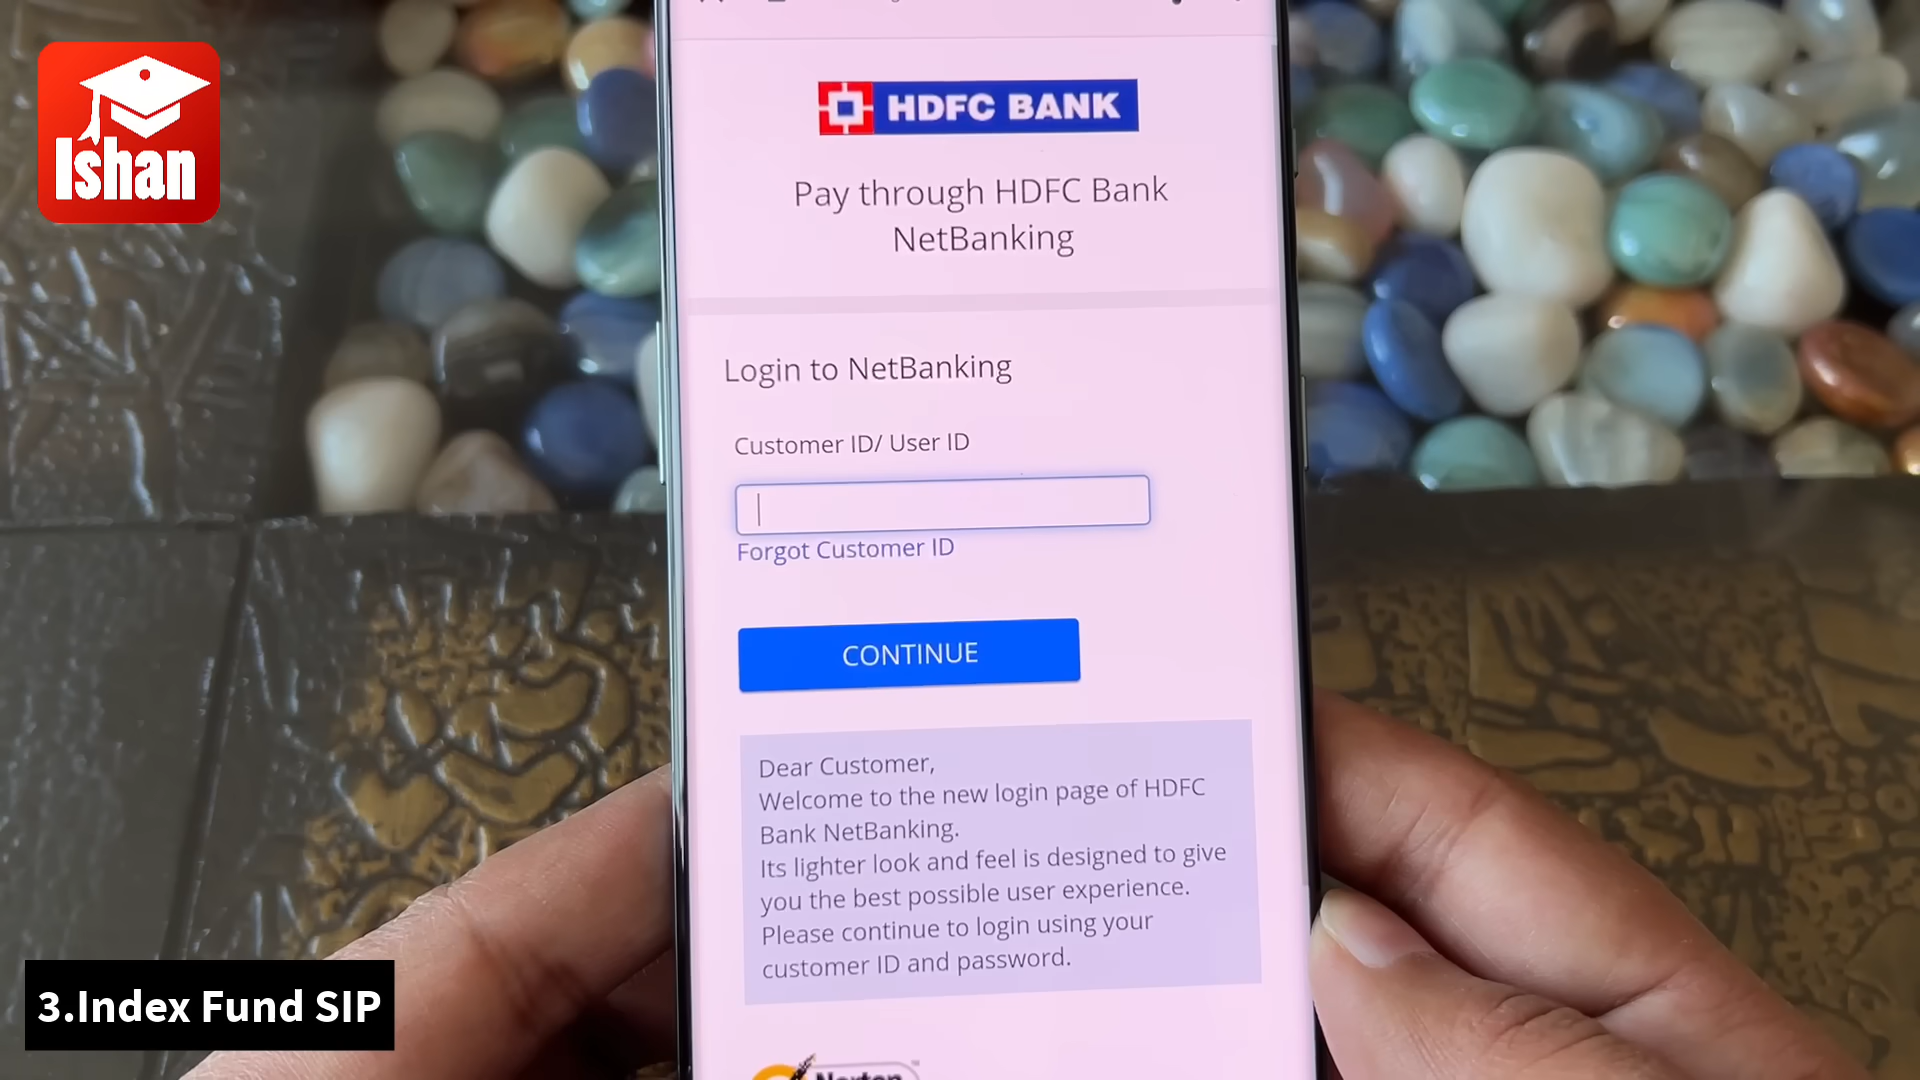 Ishan
HDFC BANK
Pay through HDFC Bank
NetBanking
Login to NetBanking
Customer ID/ User ID
Forgot Customer ID
CONTINUE
Dear Customer,
Welcome to the new login page of HDFC
Bank NetBanking.
Its lighter look and feel is designed to give
you the best possible user experience.
Please continue to login using your
customer ID and password.
Norton
3.Index Fund SIP